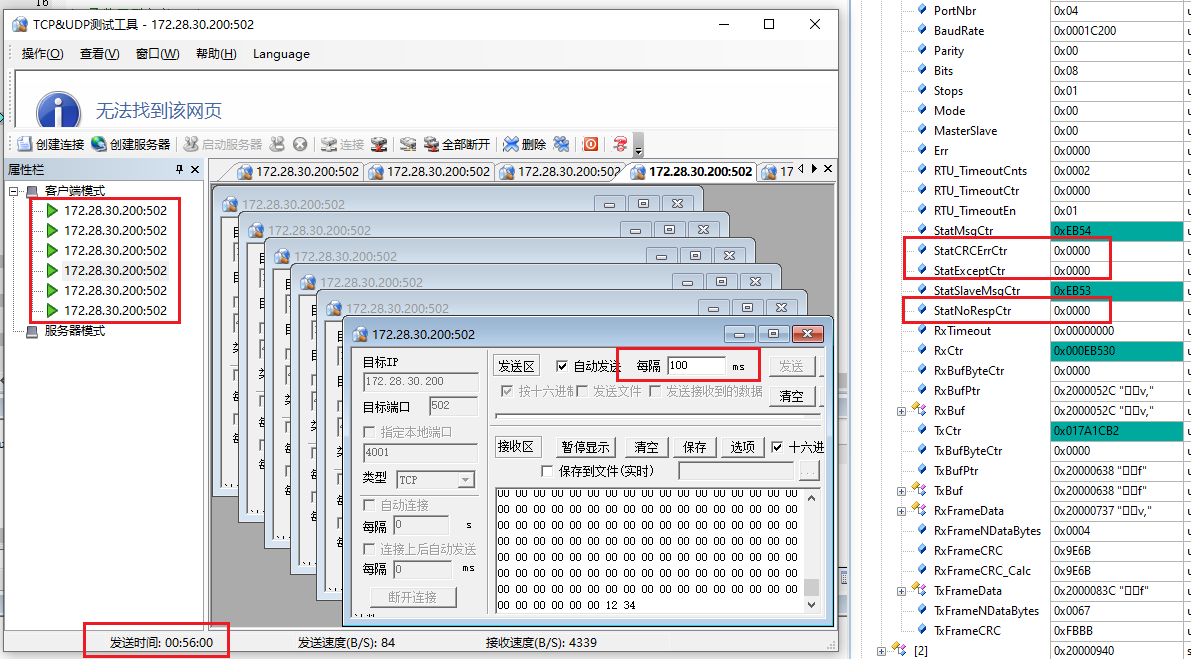 16
TCP&UDP测试工具 - 172.28.30.200:502
操作(O) 查看(V) 窗口(W) 帮助(H) Language
无法找到该网页
创建连接 创建服务器 启动服务器 连接 全部断开 删除
属性栏
客户端模式
172.28.30.200:502
172.28.30.200:502
172.28.30.200:502
172.28.30.200:502
172.28.30.200:502
172.28.30.200:502
服务器模式
172.28.30.200:502 172.28.30.200:502 172.28.30.200:502 172.28.30.200:502 17
172.28.30.200:502
172.28.30.200:502
172.28.30.200:502
172.28.30.200:502
172.28.30.200:502
172.28.30.200:502
目标IP
172.28.30.200
目标端口 502
指定本地端口
4001
类型 TCP
自动连接
每隔 0 s
连接上后自动发送
每隔 0 ms
断开连接
发送区 自动发送 每隔 100 ms 发送
按十六进制 发送文件 发送接收到的数据 清空
接收区 暂停显示 清空 保存 选项 十六进
保存到文件(实时) ...
00 00 00 00 00 00 00 00 00 00 00 00 00 00 00 00 00
00 00 00 00 00 00 00 00 00 00 00 00 00 00 00 00 00
00 00 00 00 00 00 00 00 00 00 00 00 00 00 00 00 00
00 00 00 00 00 00 00 00 00 00 00 00 00 00 00 00 00
00 00 00 00 00 00 00 00 00 00 00 00 00 00 00 00 00
00 00 00 00 00 00 00 00 00 00 00 00 00 00 00 00 00
00 00 00 00 00 00 00 00 00 00 00 00 00 00 00 00 00
00 00 00 00 00 00 12 34
发送时间: 00:56:00 发送速度(B/S): 84 接收速度(B/S): 4339
PortNbr 0x04
BaudRate 0x0001C200
Parity 0x00
Bits 0x08
Stops 0x01
Mode 0x00
MasterSlave 0x00
Err 0x0000
RTU_TimeoutCnts 0x0002
RTU_TimeoutCtr 0x0000
RTU_TimeoutEn 0x01
StatMsgCtr 0xEB54
StatCRCErrCtr 0x0000
StatExceptCtr 0x0000
StatSlaveMsgCtr 0xEB53
StatNoRespCtr 0x0000
RxTimeout 0x00000000
RxCtr 0x000EB530
RxBufByteCtr 0x0000
RxBufPtr 0x2000052C "□□v,"
RxBuf 0x2000052C "□□v,"
TxCtr 0x017A1CB2
TxBufByteCtr 0x0000
TxBufPtr 0x20000638 "□□f"
TxBuf 0x20000638 "□□f"
RxFrameData 0x20000737 "□□v,"
RxFrameNDataBytes 0x0004
RxFrameCRC 0x9E6B
RxFrameCRC_Calc 0x9E6B
TxFrameData 0x2000083C "□□f"
TxFrameNDataBytes 0x0067
TxFrameCRC 0xFBBB
[2] 0x20000940